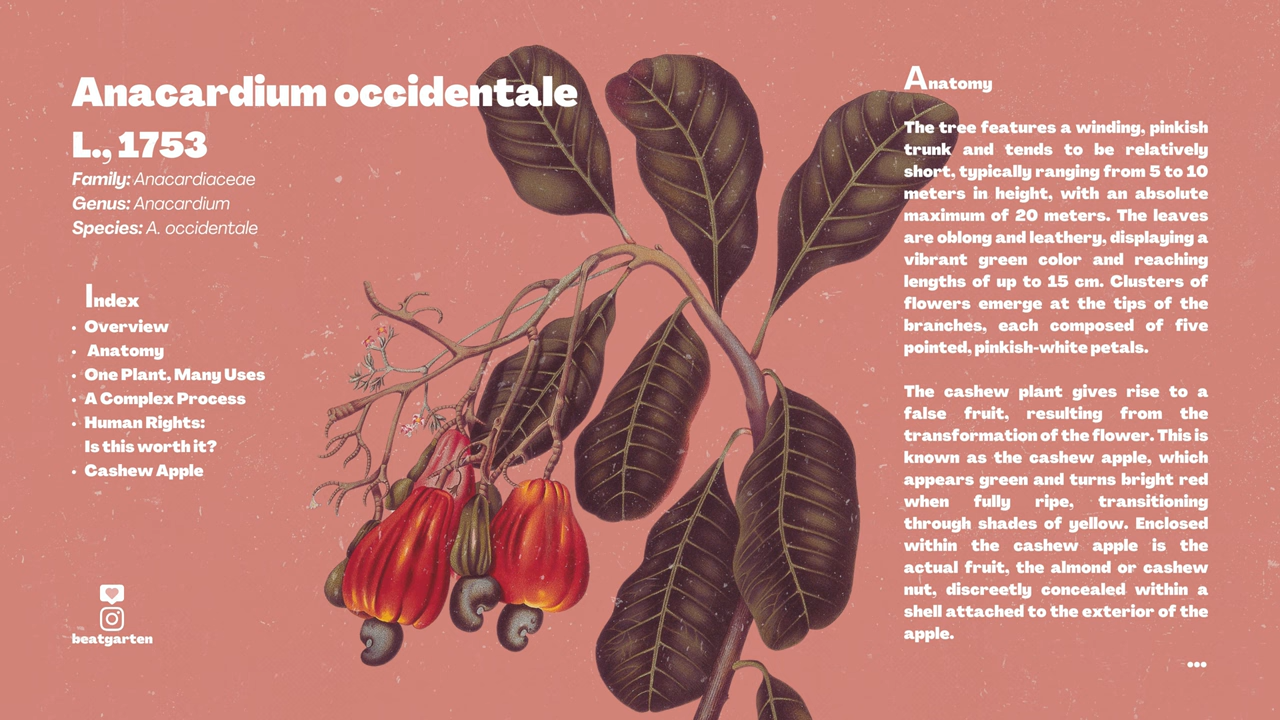 Anacardium occidentale
L., 1753
Family: Anacardiaceae
Genus: Anacardium
Species: A. occidentale
Index
• Overview
• Anatomy
• One Plant, Many Uses
• A Complex Process
• Human Rights:
Is this worth it?
• Cashew Apple
beatgarten
Anatomy
The tree features a winding, pinkish
trunk and tends to be relatively
short, typically ranging from 5 to 10
meters in height, with an absolute
maximum of 20 meters. The leaves
are oblong and leathery, displaying a
vibrant green color and reaching
lengths of up to 15 cm. Clusters of
flowers emerge at the tips of the
branches, each composed of five
pointed, pinkish-white petals.
The cashew plant gives rise to a
false fruit, resulting from the
transformation of the flower. This is
known as the cashew apple, which
appears green and turns bright red
when fully ripe, transitioning
through shades of yellow. Enclosed
within the cashew apple is the
actual fruit, the almond or cashew
nut, discreetly concealed within a
shell attached to the exterior of the
apple.
•••